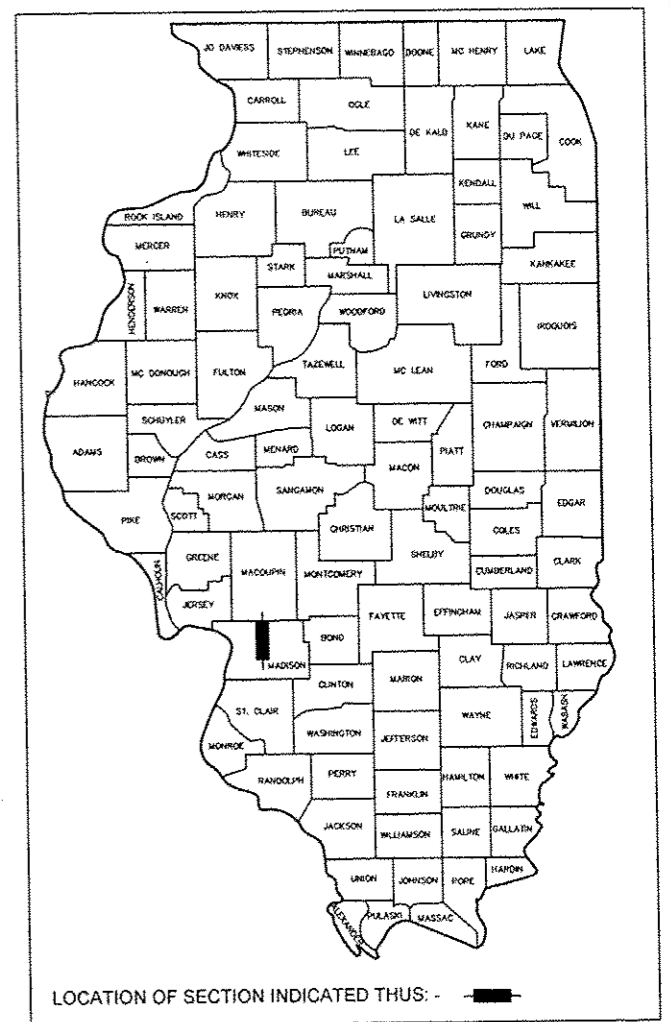 JO DAVIESS STEPHENSON WINNEBAGO BOONE MC HENRY LAKE
CARROLL OGLE DE KALB KANE DU PAGE COOK
WHITESIDE LEE
KENDALL WILL
ROCK ISLAND HENRY BUREAU LA SALLE GRUNDY
MERCER PUTNAM
STARK MARSHALL KANKAKEE
HENDERSON WARREN KNOX PEORIA WOODFORD LIVINGSTON IROQUOIS
HANCOCK MC DONOUGH FULTON TAZEWELL MC LEAN FORD
MASON
SCHUYLER LOGAN DE WITT CHAMPAIGN VERMILION
ADAMS BROWN CASS MENARD MACON PIATT
PIKE SCOTT MORGAN SANGAMON MOULTRIE DOUGLAS EDGAR
CHRISTIAN COLES
GREENE MACOUPIN MONTGOMERY SHELBY CUMBERLAND CLARK
CALHOUN JERSEY FAYETTE EFFINGHAM JASPER CRAWFORD
BOND
MADISON CLAY RICHLAND LAWRENCE
CLINTON MARION
ST. CLAIR WAYNE EDWARDS WABASH
WASHINGTON JEFFERSON
MONROE
RANDOLPH PERRY HAMILTON WHITE
FRANKLIN
JACKSON WILLIAMSON SALINE GALLATIN
UNION JOHNSON POPE HARDIN
ALEXANDER PULASKI MASSAC
LOCATION OF SECTION INDICATED THUS: -